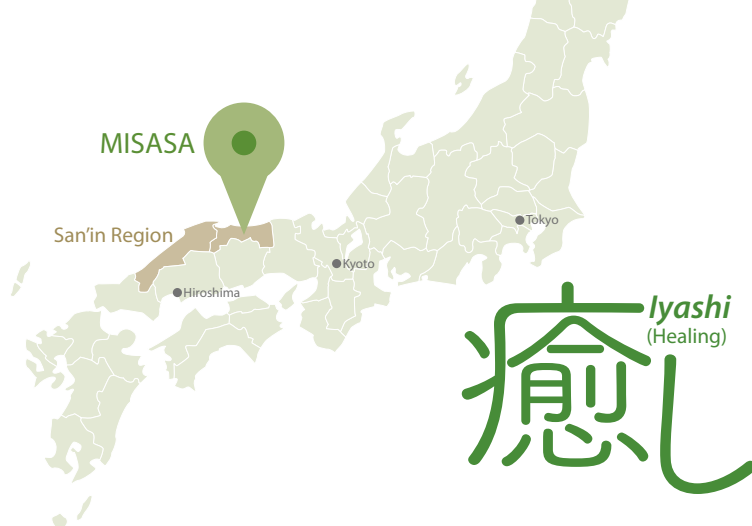 MISASA
San'in Region
Tokyo
Kyoto
Hiroshima
癒し
Iyashi
(Healing)